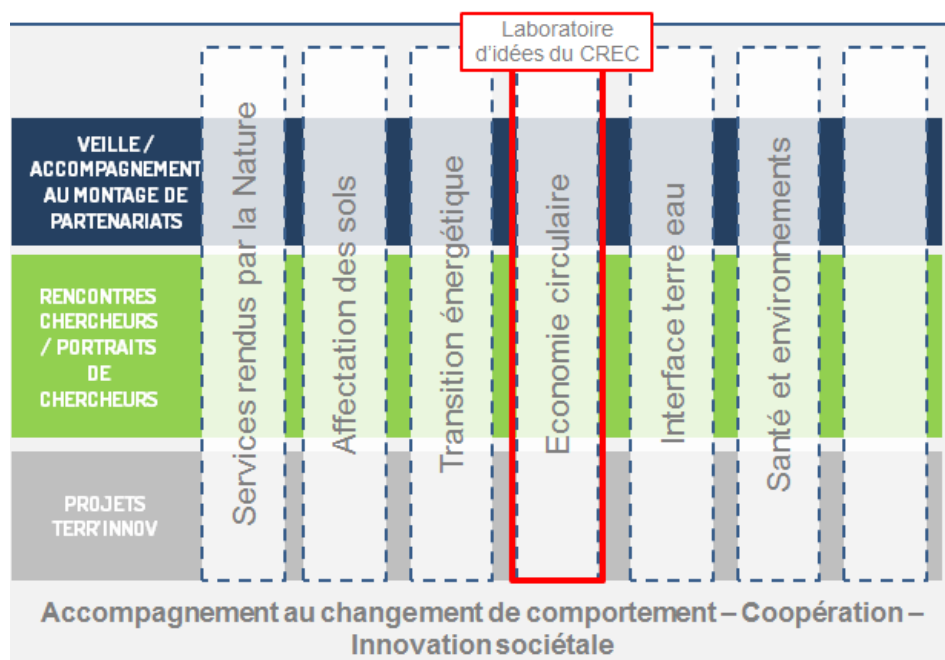 Laboratoire
d'idées du CREC
VEILLE /
ACCOMPAGNEMENT
AU MONTAGE DE
PARTENARIATS
RENCONTRES
CHERCHEURS
/ PORTRAITS
DE
CHERCHEURS
PROJETS
TERR'INNOV
Services rendus par la Nature
Affectation des sols
Transition énergétique
Economie circulaire
Interface terre eau
Santé et environnements
Accompagnement au changement de comportement – Coopération –
Innovation sociétale